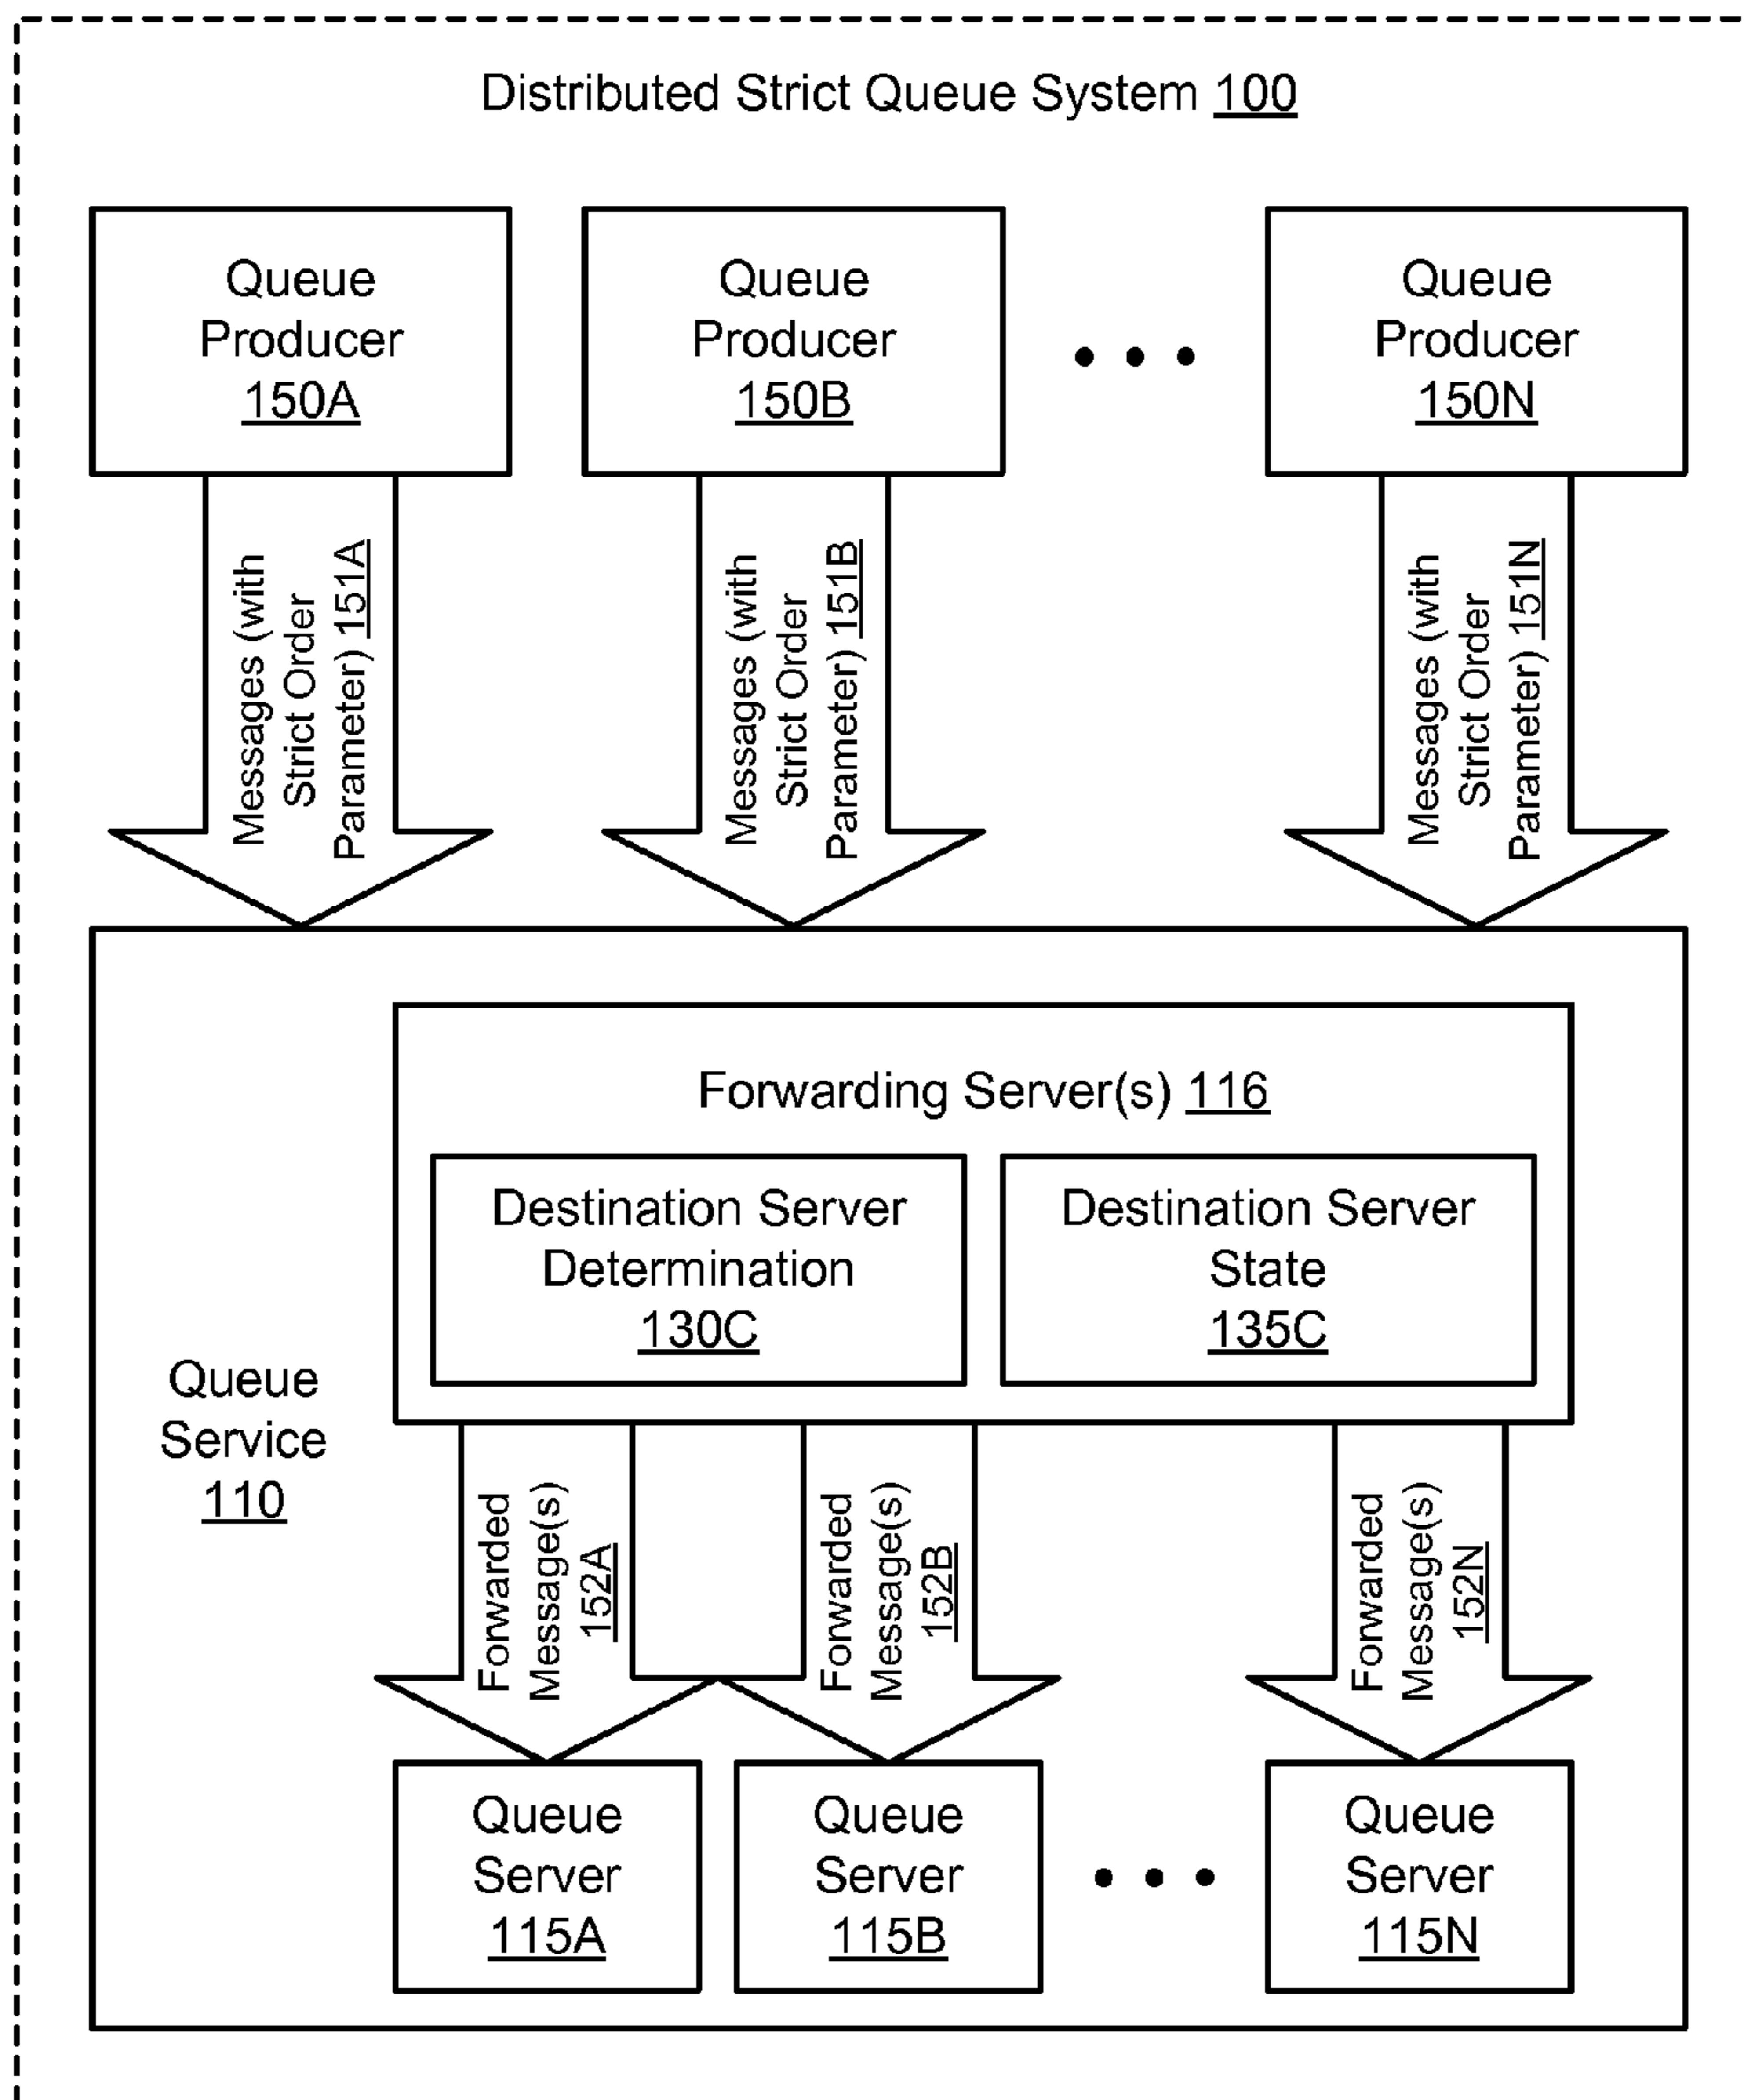 Distributed Strict Queue System 100
Queue
Producer
150A
Queue
Producer
150B
Queue
Producer
150N
Messages (with
Strict Order
Parameter) 151A
Messages (with
Strict Order
Parameter) 151B
Messages (with
Strict Order
Parameter) 151N
Forwarding Server(s) 116
Destination Server
Determination
130C
Destination Server
State
135C
Queue
Service
110
Forwarded
Message(s)
152A
Forwarded
Message(s)
152B
Forwarded
Message(s)
152N
Queue
Server
115A
Queue
Server
115B
Queue
Server
115N